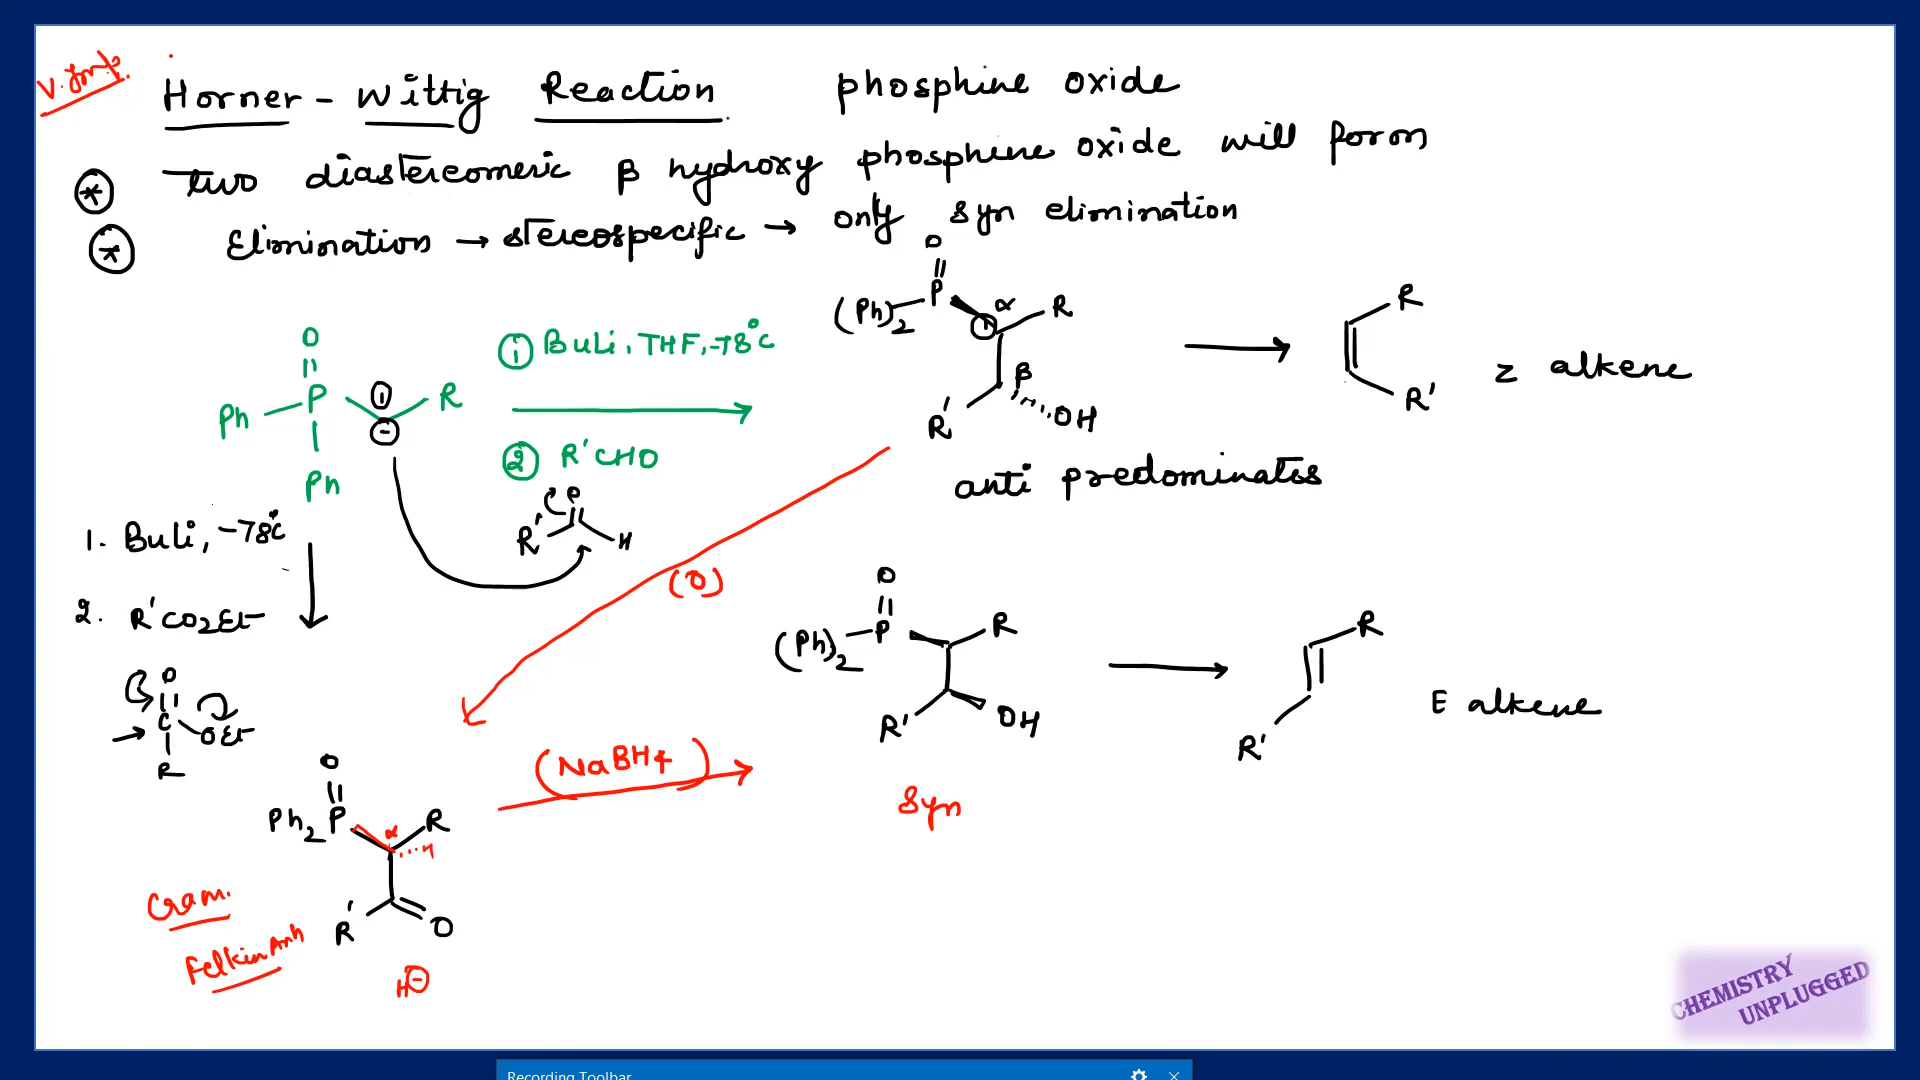 V. Imp.
Horner - Wittig Reaction phosphine oxide
* two diastereomeric β hydroxy phosphine oxide will form
* Elimination → stereospecific → only syn elimination
O
(Ph)2 P α R
β
R' OH
→
R
R'
Z alkene
anti predominates
O
Ph P R
Ph
① BuLi, THF, -78°C
② R'CHO
O
R' H
1. BuLi, -78°C
2. R'CO2Et
O
C OEt
R
(O)
O
(Ph)2 P R
R' OH
→
R
R'
E alkene
syn
O
Ph2 P α R
H
R' O
H⊖
(NaBH4)
Cram.
Felkin Anh
CHEMISTRY
UNPLUGGED
Recording Toolbar